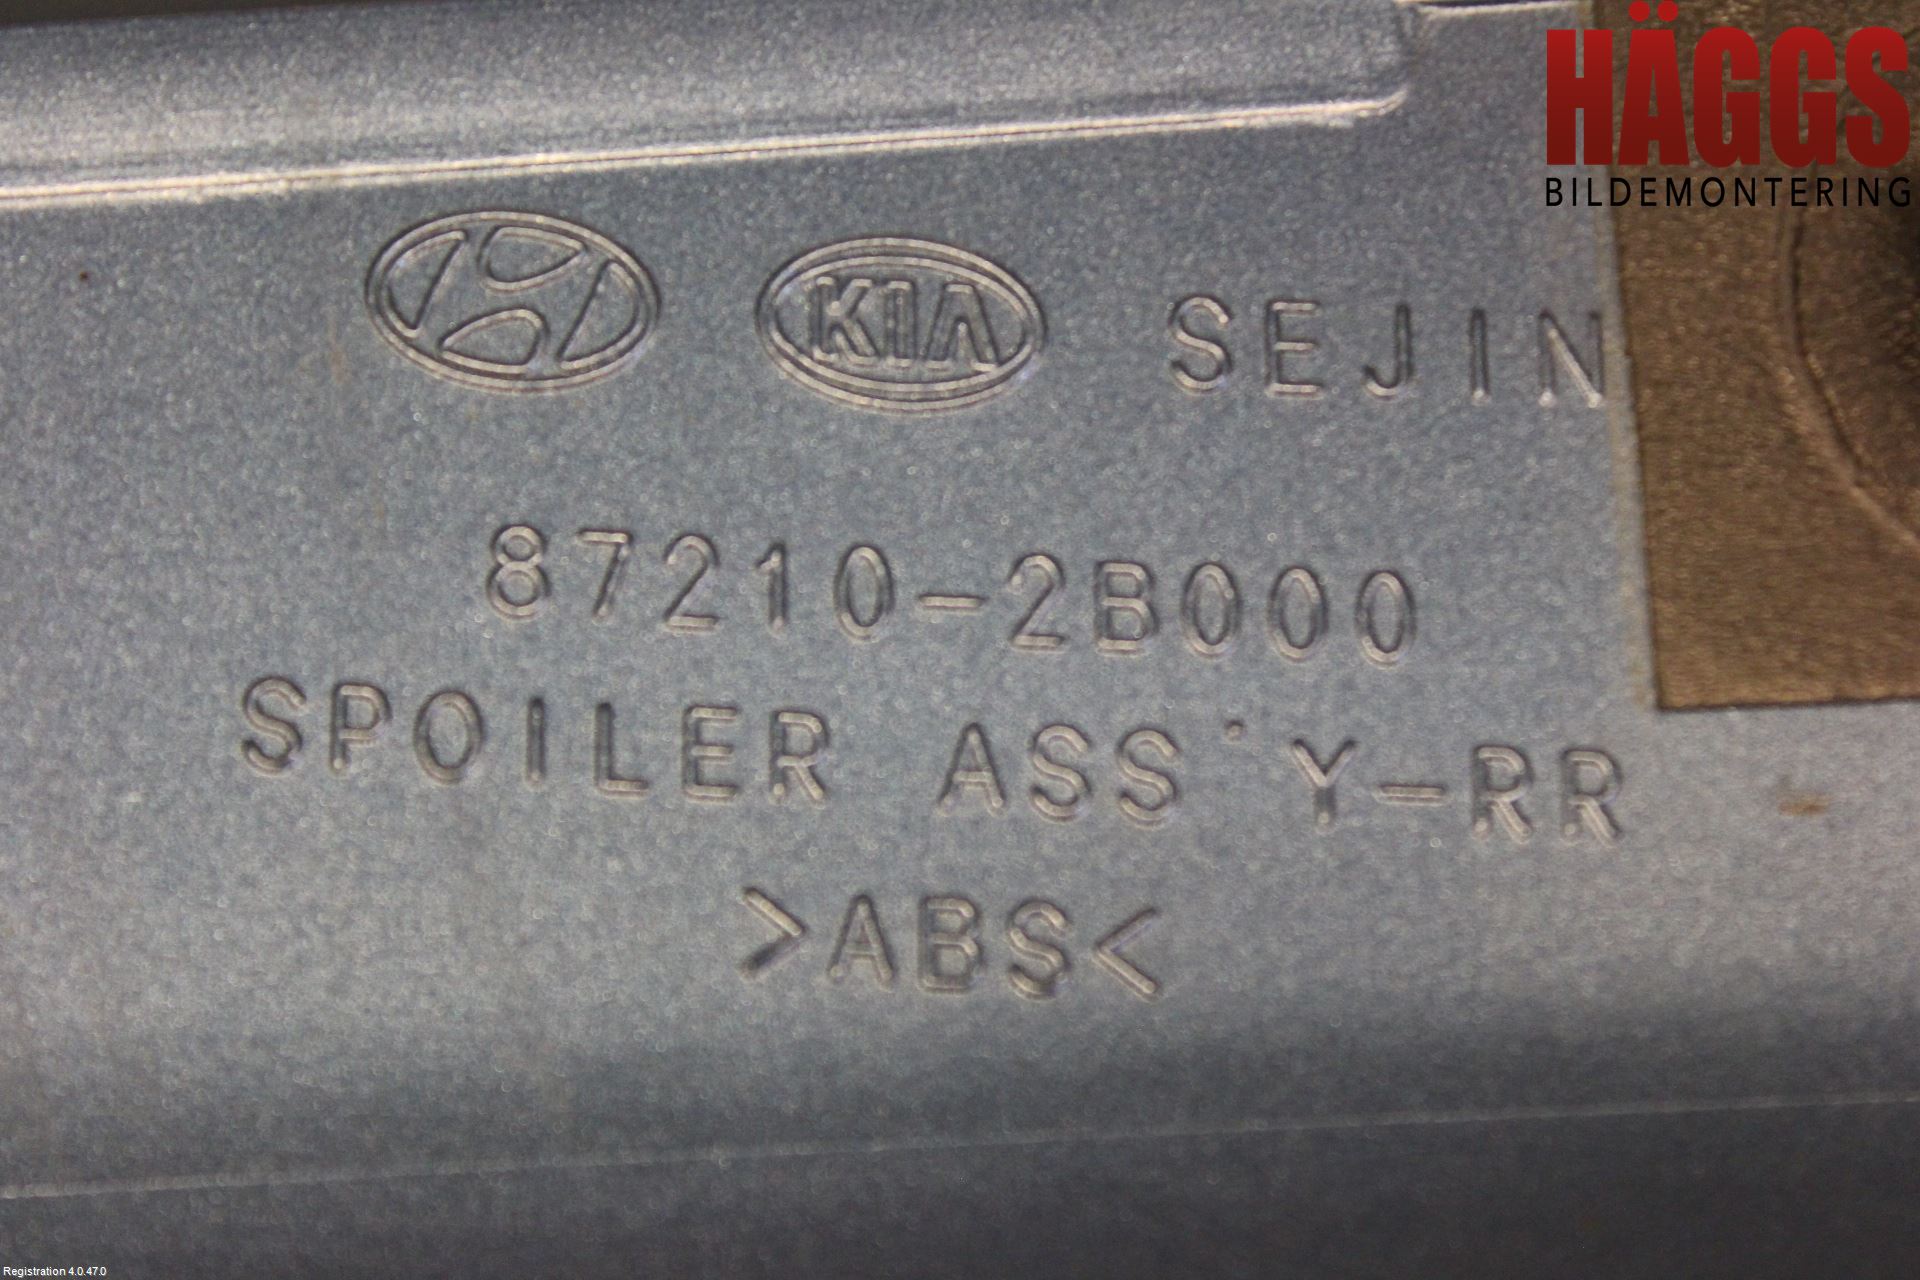 HÄGGS
BILDEMONTERING
KIA SEJIN
87210-2B000
SPOILER ASS'Y-RR
>ABS<
Registration 4.0.47.0